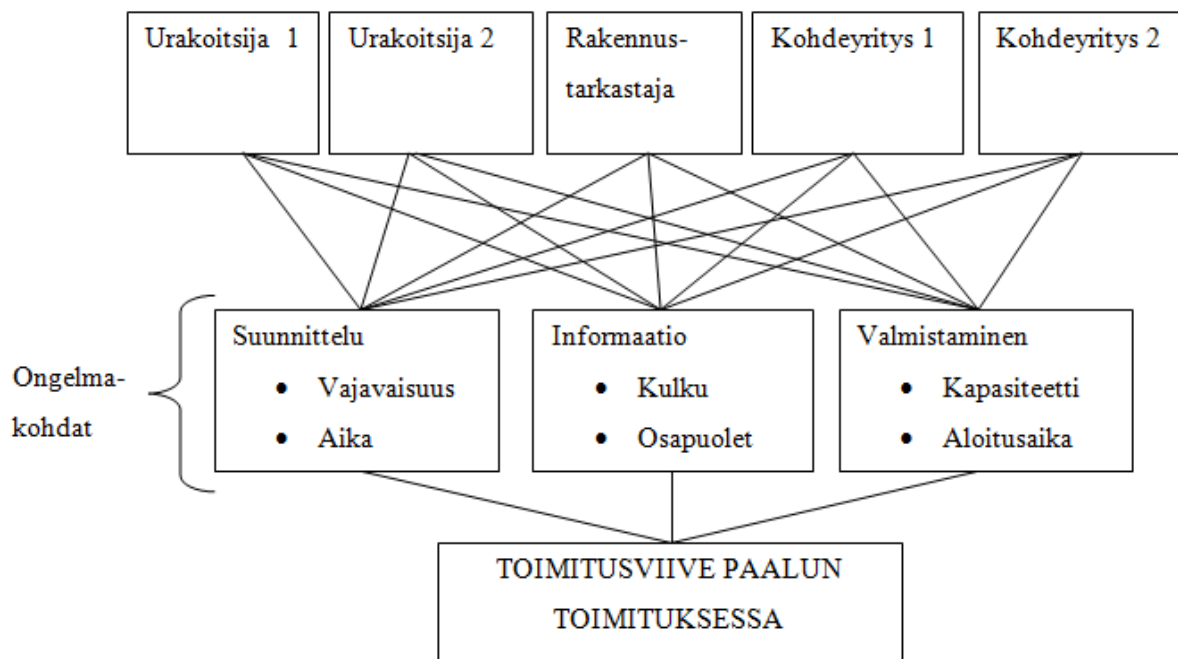 Urakoitsija 1
Urakoitsija 2
Rakennus-
tarkastaja
Kohdeyritys 1
Kohdeyritys 2
Ongelma-
kohdat
Suunnittelu
• Vajavaisuus
• Aika
Informaatio
• Kulku
• Osapuolet
Valmistaminen
• Kapasiteetti
• Aloitusaika
TOIMITUSVIIVE PAALUN
TOIMITUKSESSA